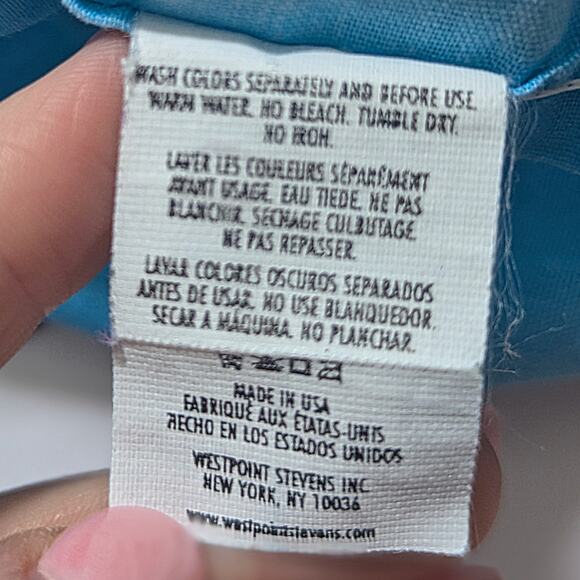 WASH COLORS SEPARATELY AND BEFORE USE.
WARM WATER. NO BLEACH. TUMBLE DRY.
NO IRON.
LAVER LES COULEURS SÉPARÉMENT
AVANT USAGE. EAU TIEDE. NE PAS
BLANCHIR. SECHAGE CULBUTAGE.
NE PAS REPASSER.
LAVAR COLORES OSCUROS SEPARADOS
ANTES DE USAR. NO USE BLANQUEDOR.
SECAR A MÁQUINA. NO PLANCHAR.
MADE IN USA
FABRIQUÉ AUX ÉTATS-UNIS
HECHO EN LOS ESTADOS UNIDOS
WESTPOINT STEVENS INC.
NEW YORK, NY 10036
www.westpointstevens.com